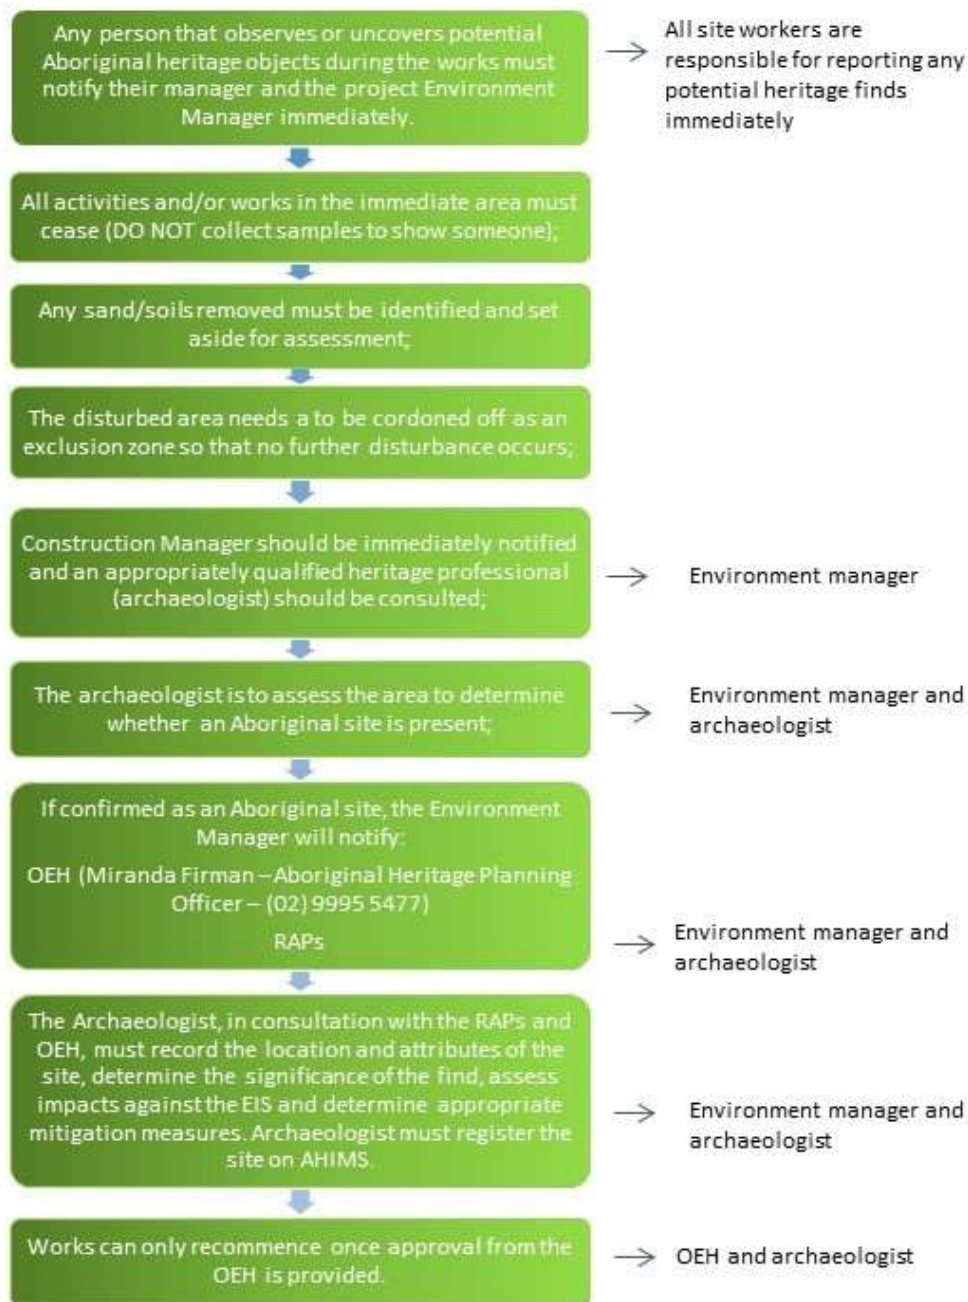 Any person that observes or uncovers potential
Aboriginal heritage objects during the works must
notify their manager and the project Environment
Manager immediately.
All site workers are
responsible for reporting any
potential heritage finds
immediately
All activities and/or works in the immediate area must
cease (DO NOT collect samples to show someone);
Any sand/soils removed must be identified and set
aside for assessment;
The disturbed area needs a to be cordoned off as an
exclusion zone so that no further disturbance occurs;
Construction Manager should be immediately notified
and an appropriately qualified heritage professional
(archaeologist) should be consulted;
Environment manager
The archaeologist is to assess the area to determine
whether an Aboriginal site is present;
Environment manager and
archaeologist
If confirmed as an Aboriginal site, the Environment
Manager will notify:
OEH (Miranda Firman – Aboriginal Heritage Planning
Officer – (02) 9995 5477)
RAPs
Environment manager and
archaeologist
The Archaeologist, in consultation with the RAPs and
OEH, must record the location and attributes of the
site, determine the significance of the find, assess
impacts against the EIS and determine appropriate
mitigation measures. Archaeologist must register the
site on AHIMS.
Environment manager and
archaeologist
Works can only recommence once approval from the
OEH is provided.
OEH and archaeologist